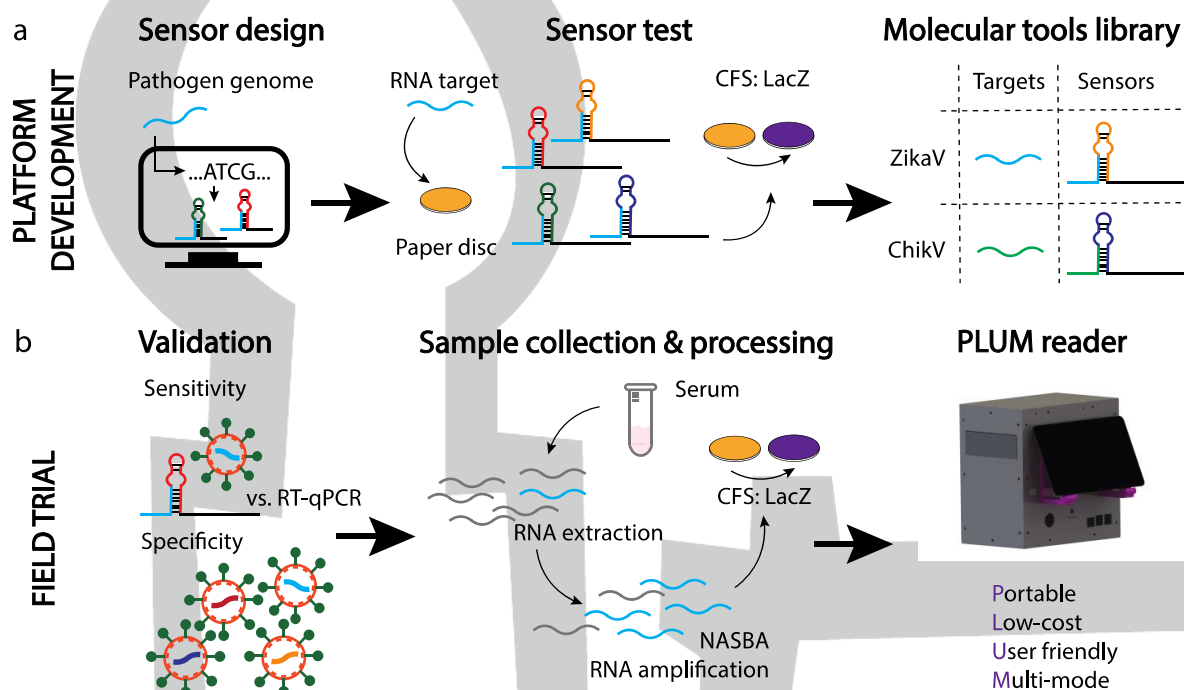 a
Sensor design
Sensor test
Molecular tools library
PLATFORM
DEVELOPMENT
Pathogen genome
...ATCG...
RNA target
Paper disc
CFS: LacZ
Targets
Sensors
ZikaV
ChikV
b
Validation
Sample collection & processing
PLUM reader
FIELD TRIAL
Sensitivity
vs. RT-qPCR
Specificity
Serum
RNA extraction
CFS: LacZ
NASBA
RNA amplification
Portable
Low-cost
User friendly
Multi-mode